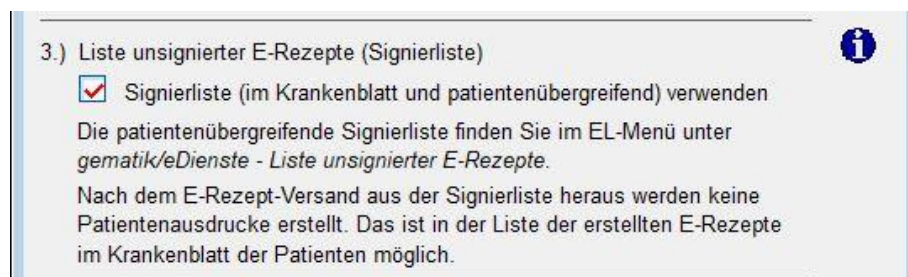 3.) Liste unsignierter E-Rezepte (Signierliste)
Signierliste (im Krankenblatt und patientenübergreifend) verwenden
Die patientenübergreifende Signierliste finden Sie im EL-Menü unter
gematik/eDienste - Liste unsignierter E-Rezepte.
Nach dem E-Rezept-Versand aus der Signierliste heraus werden keine
Patientenausdrucke erstellt. Das ist in der Liste der erstellten E-Rezepte
im Krankenblatt der Patienten möglich.